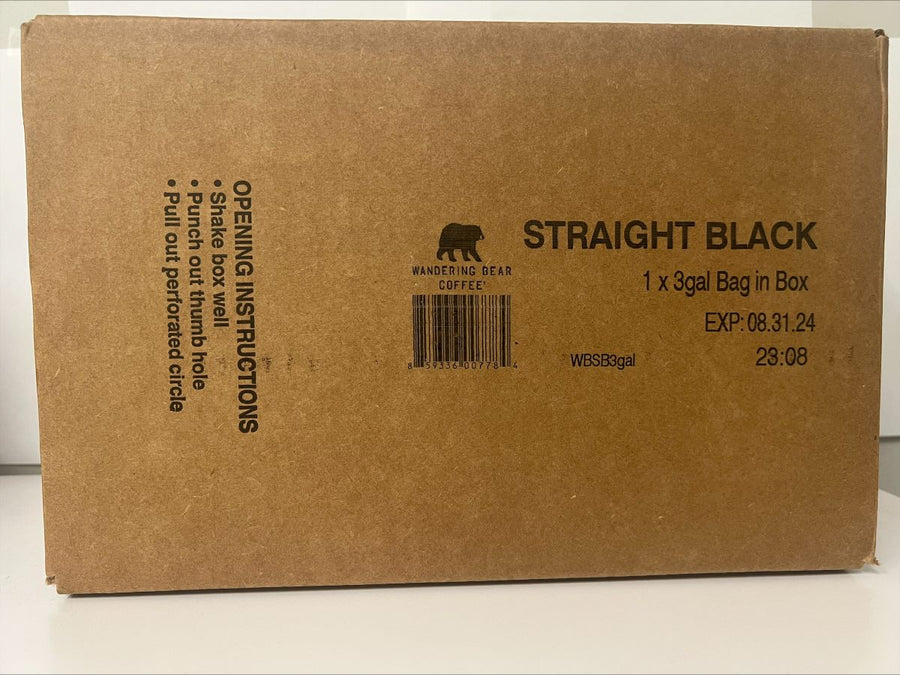 OPENING INSTRUCTIONS
• Shake box well
• Punch out thumb hole
• Pull out perforated circle
WANDERING BEAR
COFFEE
8 59336 00778 4
STRAIGHT BLACK
1 x 3gal Bag in Box
EXP: 08.31.24
WBSB3gal 23:08